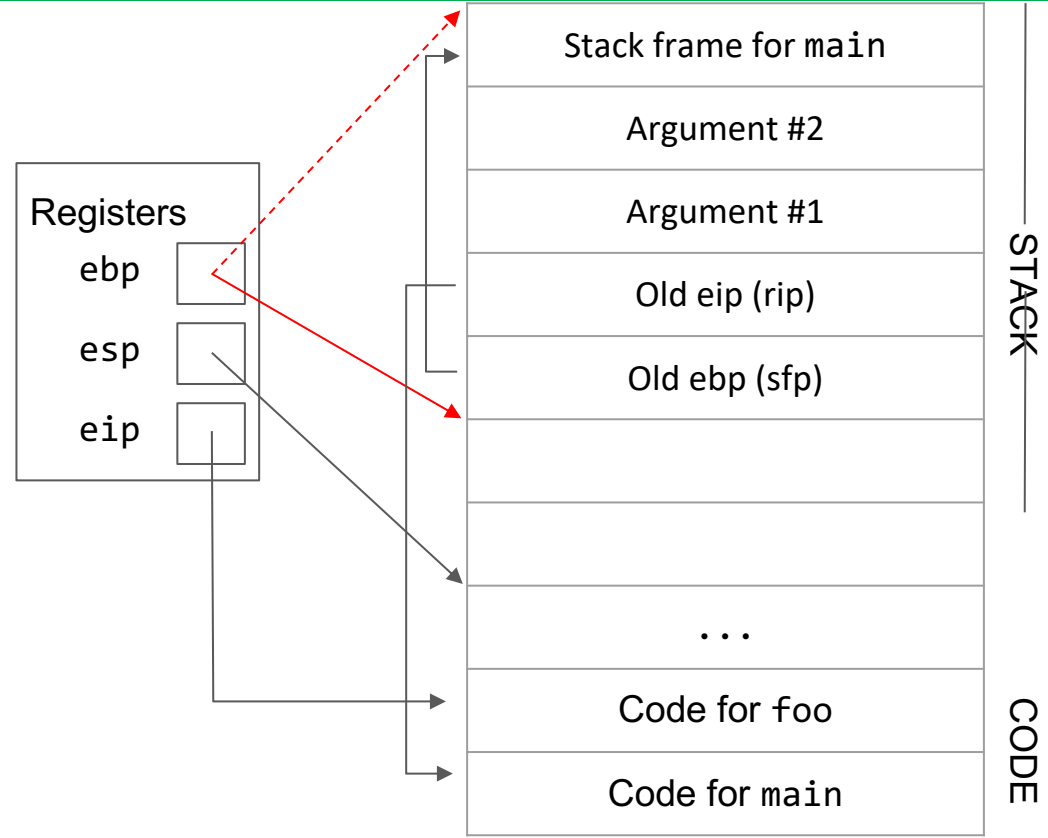 Stack frame for main
Argument #2
Argument #1
Registers
ebp
Old eip (rip)
esp
Old ebp (sfp)
eip
STACK
...
Code for foo
Code for main
CODE